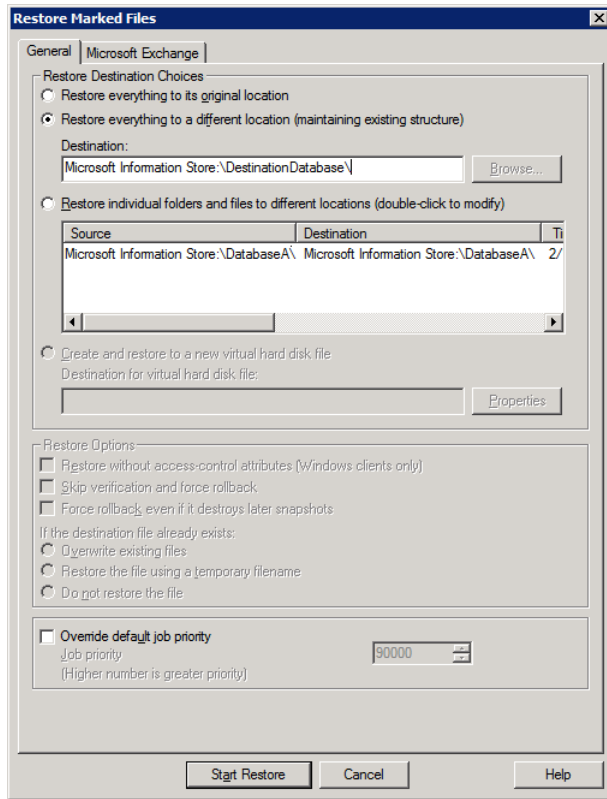 Restore Marked Files
General
Microsoft Exchange
Restore Destination Choices
Restore everything to its original location
Restore everything to a different location (maintaining existing structure)
Destination:
Microsoft Information Store:\DestinationDatabase\
Browse...
Restore individual folders and files to different locations (double-click to modify)
Source Destination Ti
Microsoft Information Store:\DatabaseA\ Microsoft Information Store:\DatabaseA\ 2/
Create and restore to a new virtual hard disk file
Destination for virtual hard disk file:
Properties
Restore Options
Restore without access-control attributes (Windows clients only)
Skip verification and force rollback
Force rollback even if it destroys later snapshots
If the destination file already exists:
Overwrite existing files
Restore the file using a temporary filename
Do not restore the file
Override default job priority
Job priority 90000
(Higher number is greater priority)
Start Restore Cancel Help